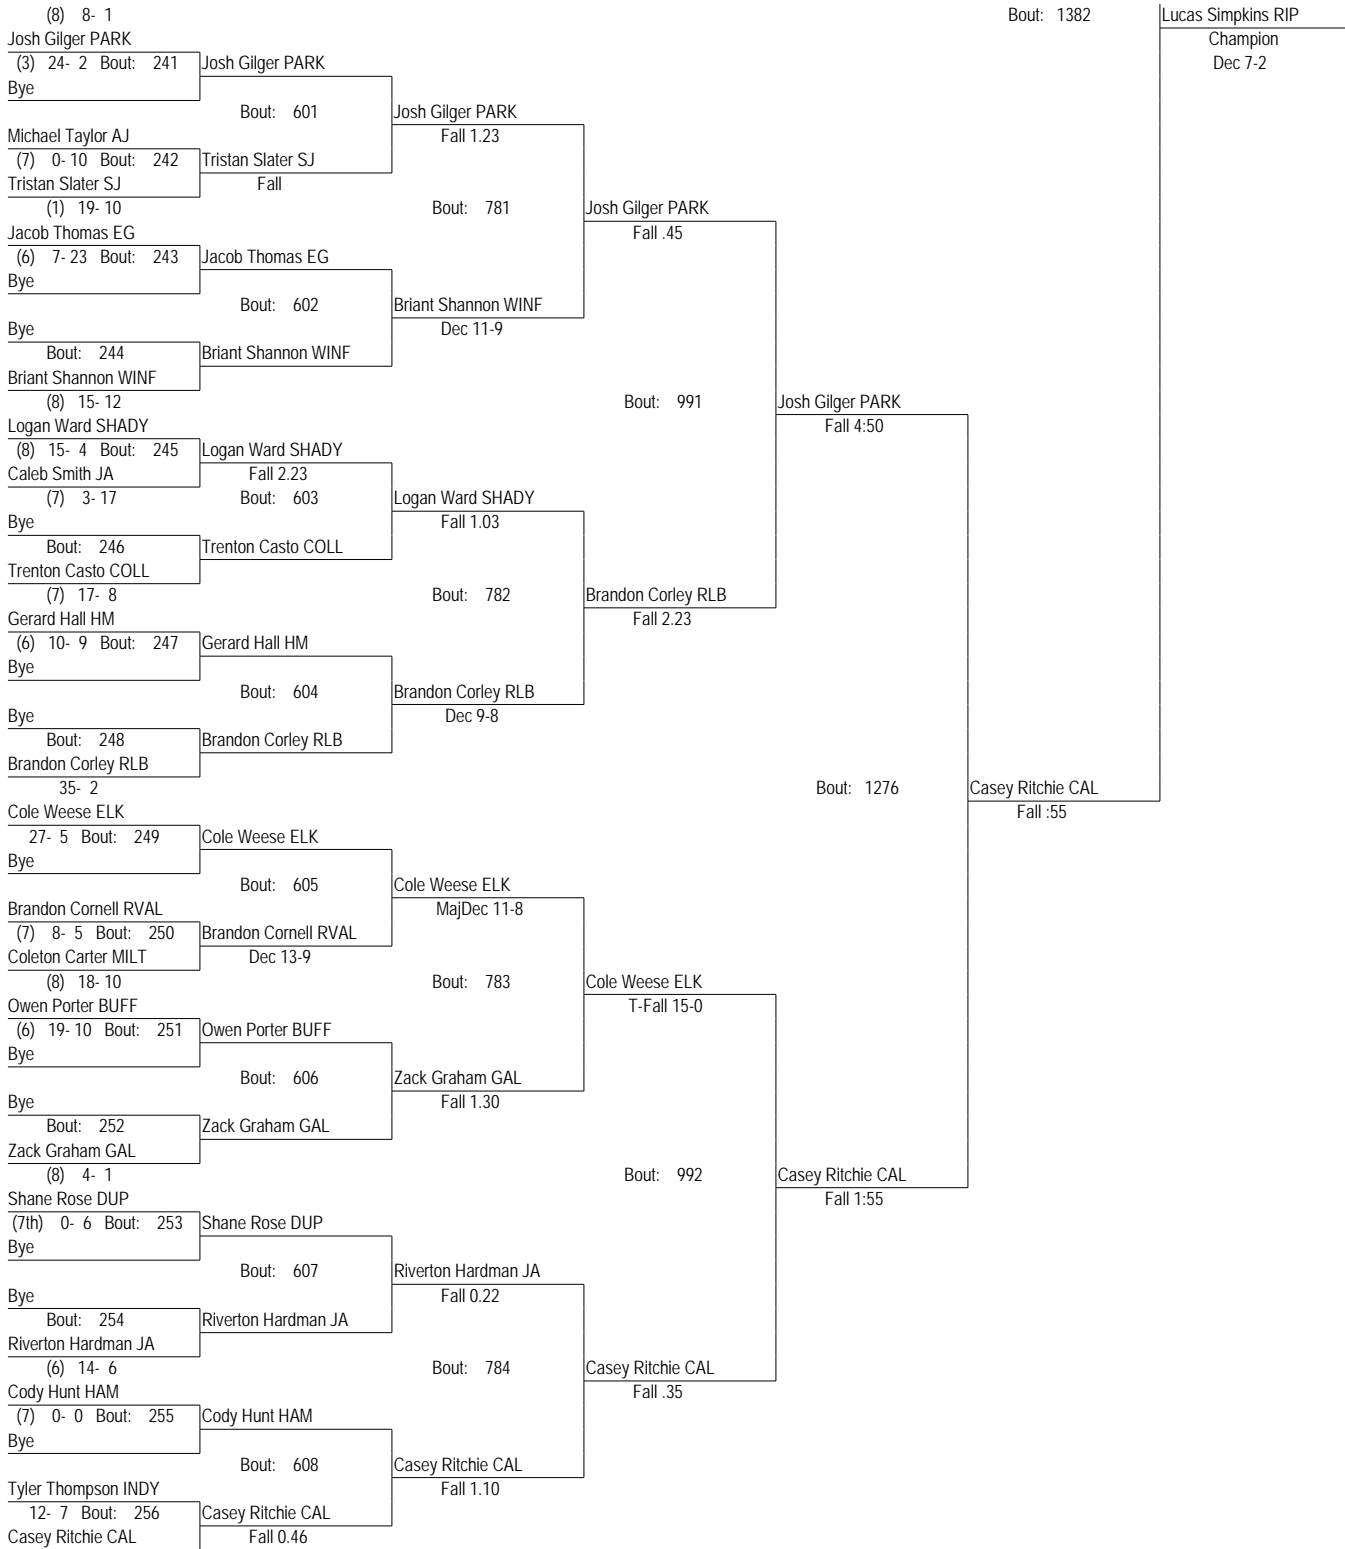 (8) 8- 1
Bout: 1382
Lucas Simpkins RIP
Josh Gilger PARK
Champion
(3) 24- 2 Bout: 241
Josh Gilger PARK
Dec 7-2
Bye
Bout: 601
Josh Gilger PARK
Michael Taylor AJ
Fall 1.23
(7) 0- 10 Bout: 242
Tristan Slater SJ
Tristan Slater SJ
Fall
(1) 19- 10
Bout: 781
Josh Gilger PARK
Jacob Thomas EG
Fall .45
(6) 7- 23 Bout: 243
Jacob Thomas EG
Bye
Bout: 602
Briant Shannon WINF
Bye
Dec 11-9
Bout: 244
Briant Shannon WINF
Briant Shannon WINF
(8) 15- 12
Bout: 991
Josh Gilger PARK
Logan Ward SHADY
Fall 4:50
(8) 15- 4 Bout: 245
Logan Ward SHADY
Caleb Smith JA
Fall 2.23
(7) 3- 17
Bout: 603
Logan Ward SHADY
Bye
Fall 1.03
Bout: 246
Trenton Casto COLL
Trenton Casto COLL
(7) 17- 8
Bout: 782
Brandon Corley RLB
Gerard Hall HM
Fall 2.23
(6) 10- 9 Bout: 247
Gerard Hall HM
Bye
Bout: 604
Brandon Corley RLB
Bye
Dec 9-8
Bout: 248
Brandon Corley RLB
Brandon Corley RLB
35- 2
Bout: 1276
Casey Ritchie CAL
Cole Weese ELK
Fall :55
27- 5 Bout: 249
Cole Weese ELK
Bye
Bout: 605
Cole Weese ELK
Brandon Cornell RVAL
MajDec 11-8
(7) 8- 5 Bout: 250
Brandon Cornell RVAL
Coleton Carter MILT
Dec 13-9
(8) 18- 10
Bout: 783
Cole Weese ELK
Owen Porter BUFF
T-Fall 15-0
(6) 19- 10 Bout: 251
Owen Porter BUFF
Bye
Bout: 606
Zack Graham GAL
Bye
Fall 1.30
Bout: 252
Zack Graham GAL
Zack Graham GAL
(8) 4- 1
Bout: 992
Casey Ritchie CAL
Shane Rose DUP
Fall 1:55
(7th) 0- 6 Bout: 253
Shane Rose DUP
Bye
Bout: 607
Riverton Hardman JA
Bye
Fall 0.22
Bout: 254
Riverton Hardman JA
Riverton Hardman JA
(6) 14- 6
Bout: 784
Casey Ritchie CAL
Cody Hunt HAM
Fall .35
(7) 0- 0 Bout: 255
Cody Hunt HAM
Bye
Bout: 608
Casey Ritchie CAL
Tyler Thompson INDY
Fall 1.10
12- 7 Bout: 256
Casey Ritchie CAL
Casey Ritchie CAL
Fall 0.46